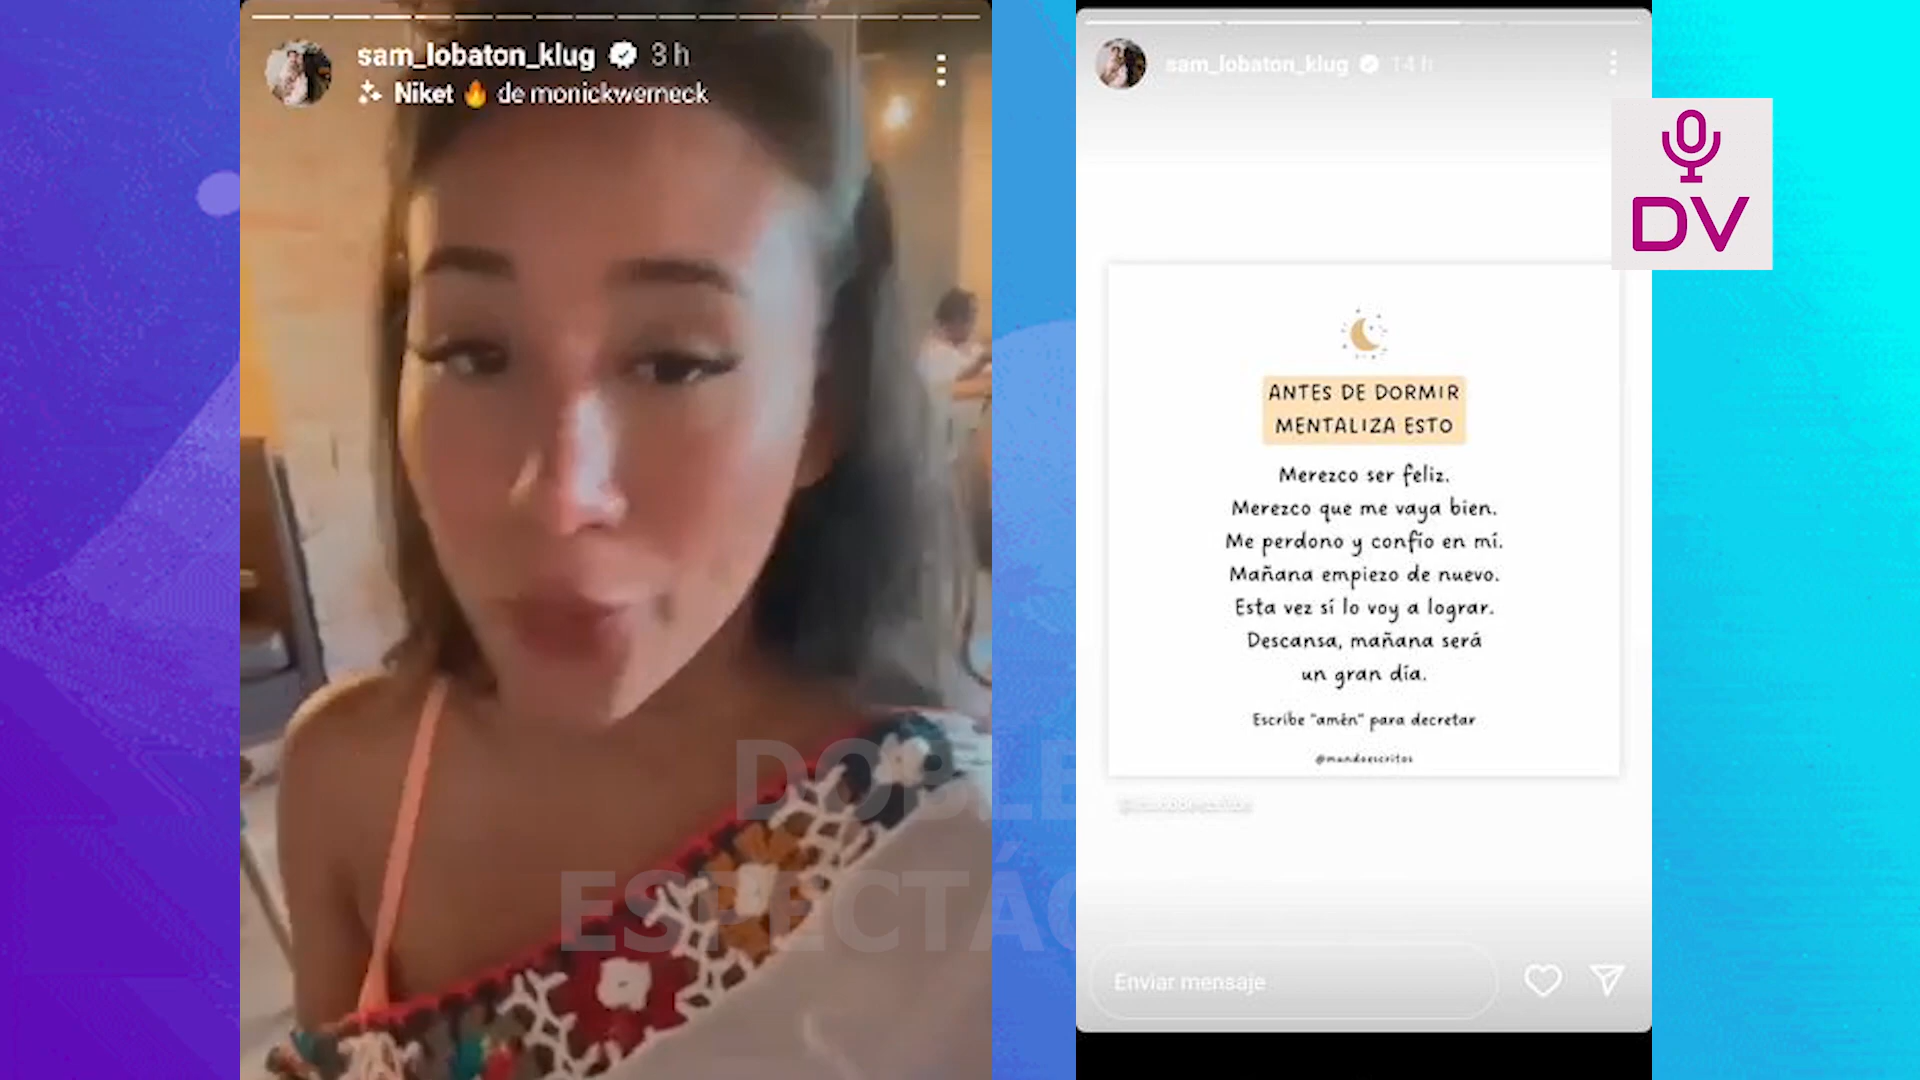 sam_lobaton_klug 3 h
Niket 🔥 de monickwerneck
sam_lobaton_klug 14 h
DV
ANTES DE DORMIR
MENTALIZA ESTO
Merezco ser feliz.
Merezco que me vaya bien.
Me perdono y confío en mí.
Mañana empiezo de nuevo.
Esta vez sí lo voy a lograr.
Descansa, mañana será
un gran día.
Escribe "amén" para decretar
@mundoescritos
DOBLE
ESPECTÁC
Enviar mensaje